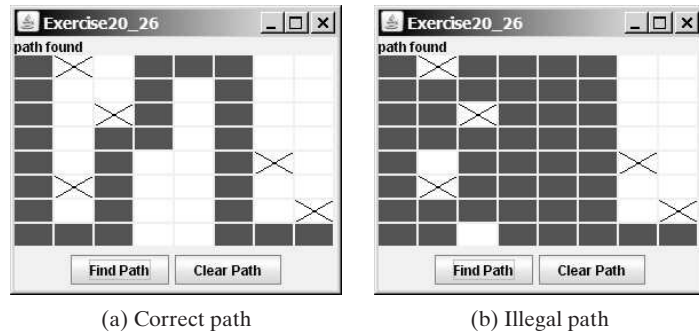 Exercise20_26
path found
Find Path
Clear Path
(a) Correct path
Exercise20_26
path found
Find Path
Clear Path
(b) Illegal path